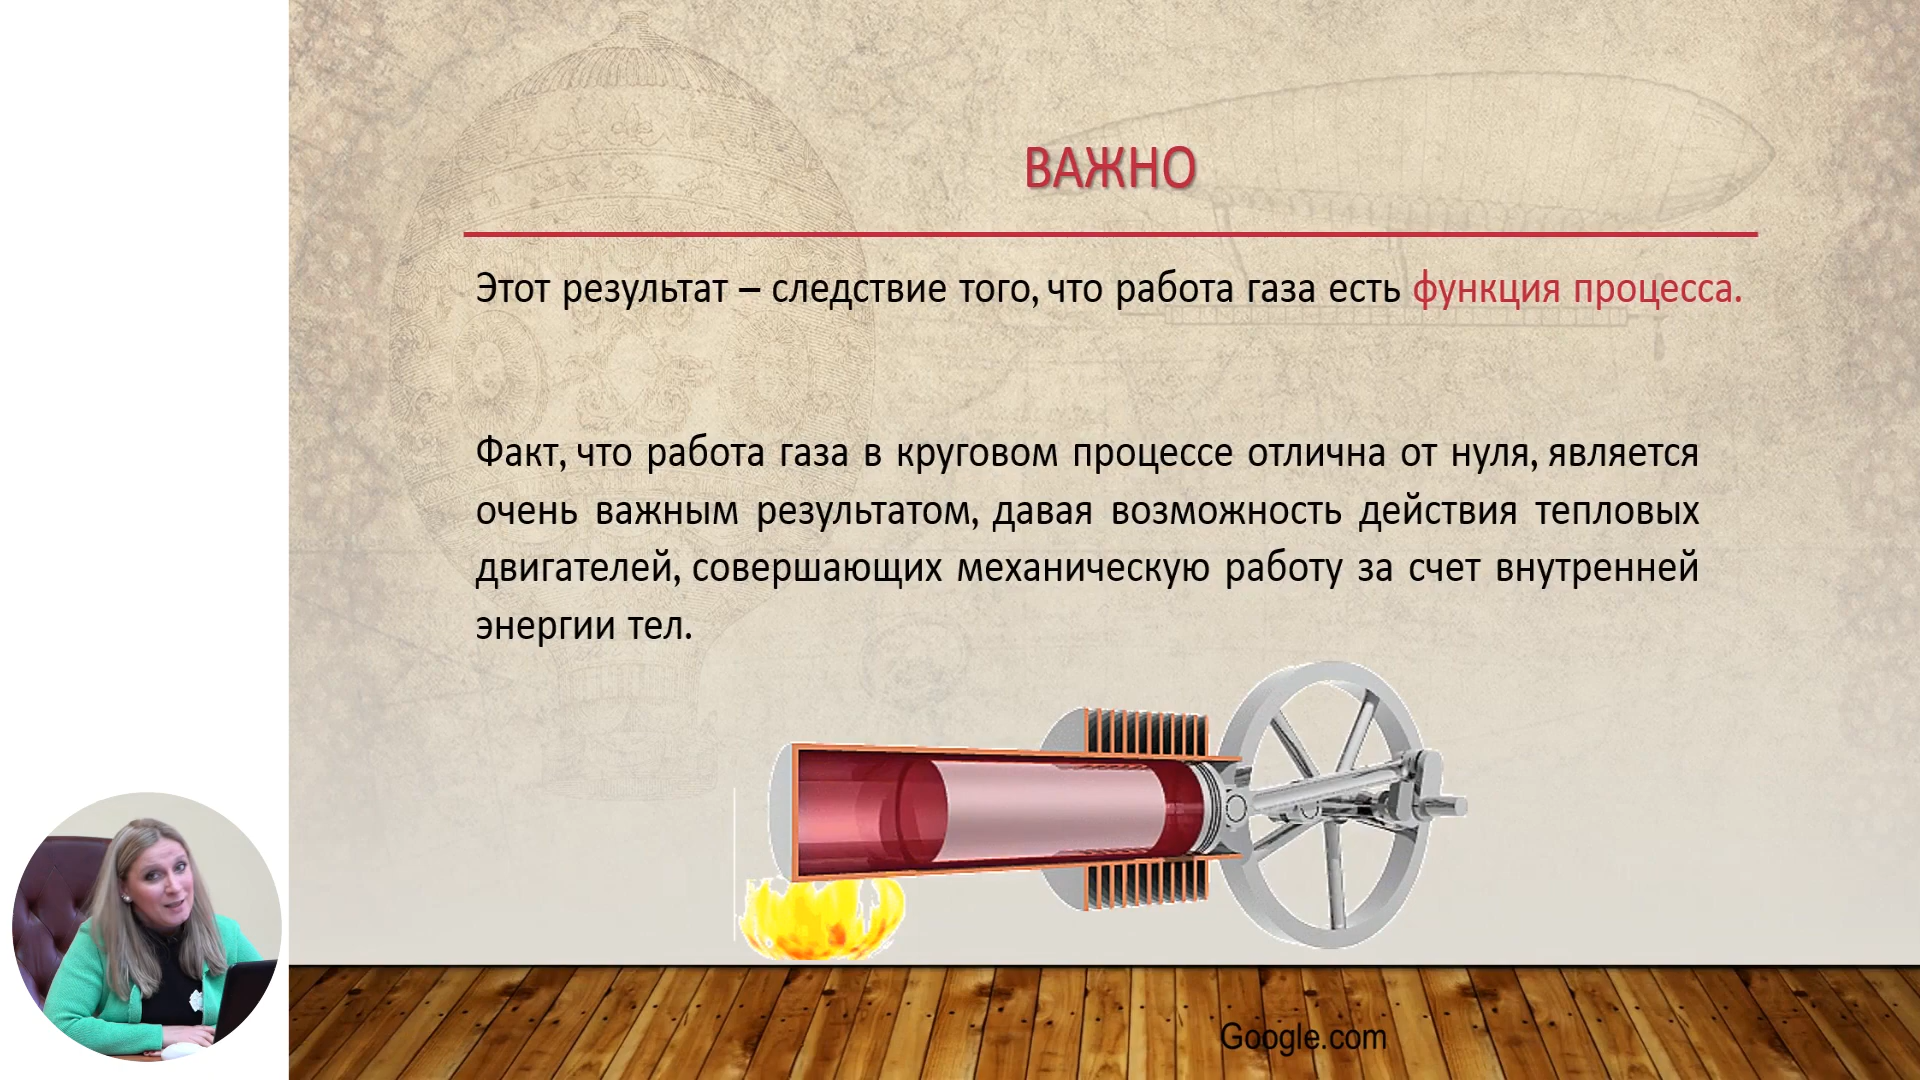 ВАЖНО
Этот результат – следствие того, что работа газа есть функция процесса.
Факт, что работа газа в круговом процессе отлична от нуля, является
очень важным результатом, давая возможность действия тепловых
двигателей, совершающих механическую работу за счет внутренней
энергии тел.
Google.com